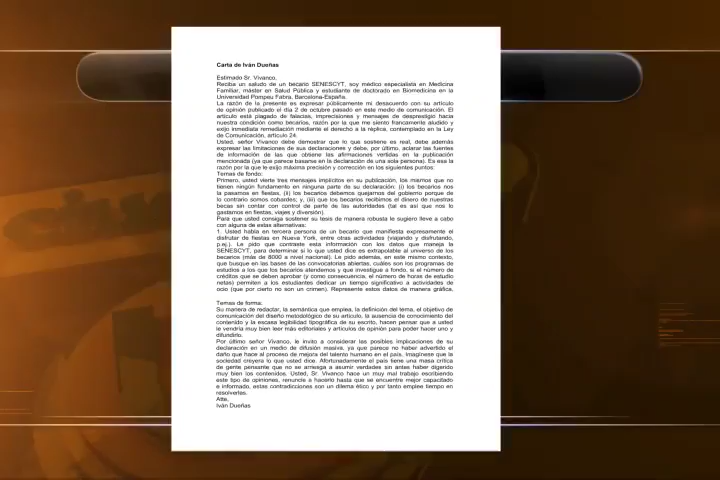 Carta de Iván Dueñas
Estimado Sr. Vivanco,
Reciba un saludo de un becario SENESCYT, soy médico especialista en Medicina
Familiar, máster en Salud Pública y estudiante de doctorado en Biomedicina en la
Universidad Pompeu Fabra. Barcelona-España.
La razón de la presente es expresar públicamente mi desacuerdo con su artículo
de opinión publicado el día 2 de octubre pasado en este medio de comunicación. El
artículo está plagado de falacias, imprecisiones y mensajes de desprestigio hacia
nuestra condición como becarios, razón por la que me siento francamente aludido y
exijo inmediata remediación mediante el derecho a la réplica, contemplado en la Ley
de Comunicación, artículo 24.
Usted, señor Vivanco debe demostrar que lo que sostiene es real, debe además
expresar las limitaciones de sus declaraciones y debe, por último, aclarar las fuentes
de información de las que obtiene las afirmaciones vertidas en la publicación
mencionada (ya que parece basarse en la declaración de una sola persona). Es esa la
razón por la que le exijo máxima precisión y corrección en los siguientes puntos:
Temas de fondo:
Primero, usted vierte tres mensajes implícitos en su publicación, los mismos que no
tienen ningún fundamento en ninguna parte de su declaración: (i) los becarios nos
la pasamos en fiestas, (ii) los becarios debemos quejarnos del gobierno porque de
lo contrario somos cobardes; y, (iii) que los becarios recibimos el dinero de nuestras
becas sin contar con control de parte de las autoridades (tal es así que nos lo
gastamos en fiestas, viajes y diversión).
Para que usted consiga sostener su tesis de manera robusta le sugiero lleve a cabo
con alguna de estas alternativas:
1. Usted habla en tercera persona de un becario que manifiesta expresamente el
disfrutar de fiestas en Nueva York, entre otras actividades (viajando y disfrutando,
p.ej.). Le pido que contraste esta información con los datos que maneja la
SENESCYT, para determinar si lo que usted dice es extrapolable al universo de los
becarios (más de 8000 a nivel nacional). Le pido además, en este mismo contexto,
que busque en las bases de las convocatorias abiertas, cuáles son los programas de
estudios a los que los becarios atendemos y que investigue a fondo, si el número de
créditos que se deben aprobar (y como consecuencia, el número de horas de estudio
netas) permiten a los estudiantes dedicar un tiempo significativo a actividades de
ocio (que por cierto no son un crimen). Represente estos datos de manera gráfica.
Temas de forma:
Su manera de redactar, la semántica que emplea, la definición del tema, el objetivo de
comunicación del diseño metodológico de su artículo, la ausencia de conocimiento del
contenido y la escasa legibilidad tipográfica de su escrito, hacen pensar que a usted
le vendría muy bien leer más editoriales y artículos de opinión para poder hacer uno y
difundirlo.
Por último señor Vivanco, le invito a considerar las posibles implicaciones de su
declaración en un medio de difusión masiva, ya que parece no haber advertido el
daño que hace al proceso de mejora del talento humano en el país. Imagínese que la
sociedad creyera lo que usted dice. Afortunadamente el país tiene una masa crítica
de gente pensante que no se arriesga a asumir verdades sin antes haber digerido
muy bien los contenidos. Usted, Sr. Vivanco hace un muy mal trabajo escribiendo
este tipo de opiniones, renuncie a hacerlo hasta que se encuentre mejor capacitado
e informado, estas contradicciones son un dilema ético y por tanto emplee tiempo en
resolverlas.
Atte,
Iván Dueñas